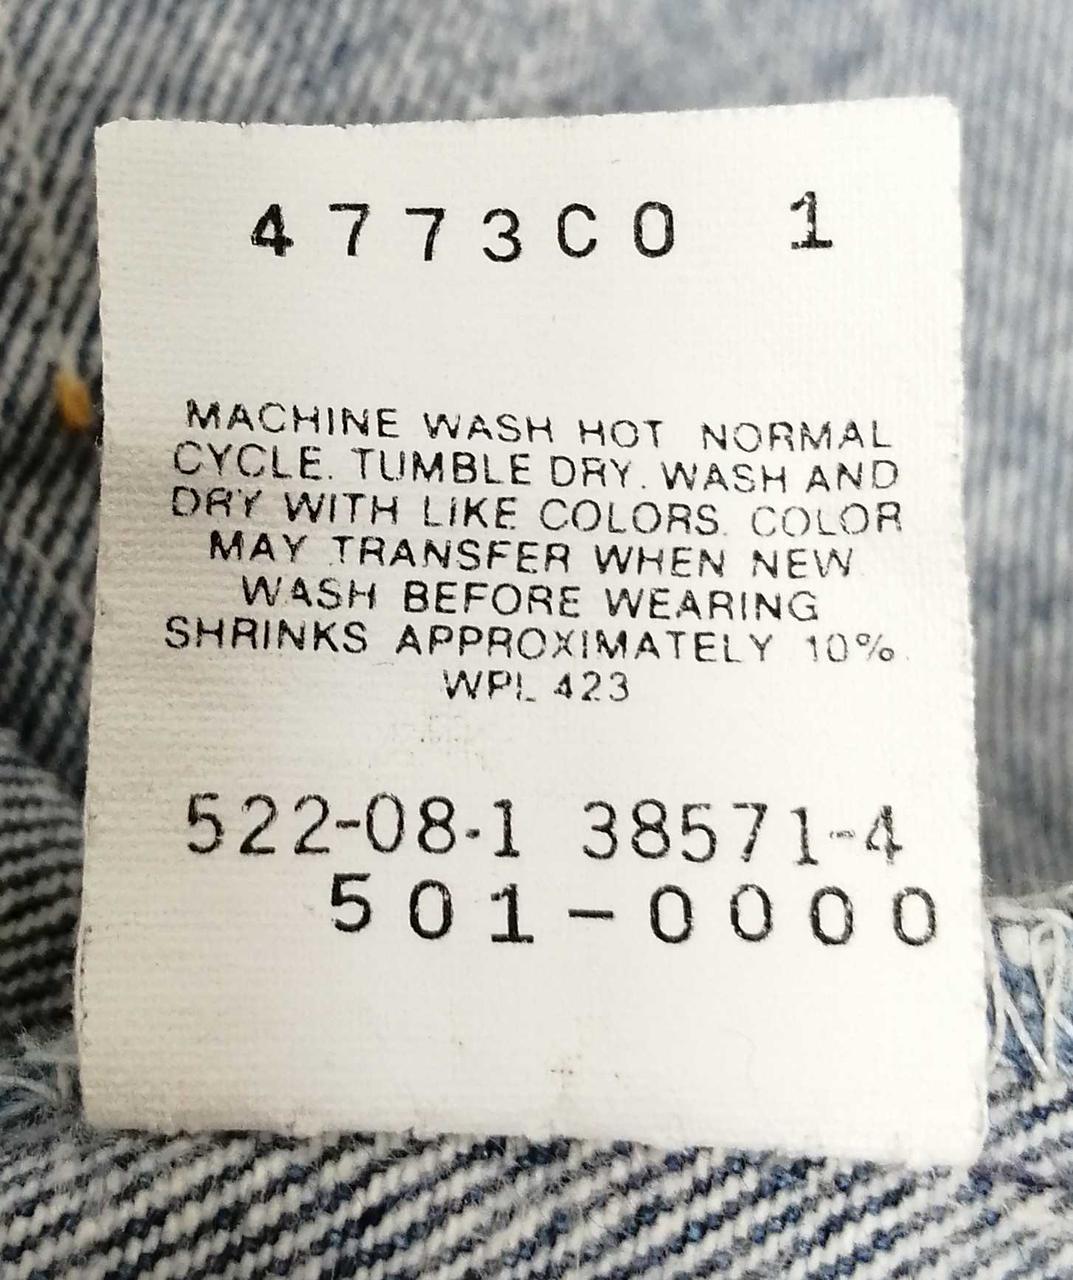 4773C0 1
MACHINE WASH HOT NORMAL
CYCLE. TUMBLE DRY. WASH AND
DRY WITH LIKE COLORS. COLOR
MAY TRANSFER WHEN NEW
WASH BEFORE WEARING
SHRINKS APPROXIMATELY 10%.
WPL 423
522-08-1 38571-4
501-0000